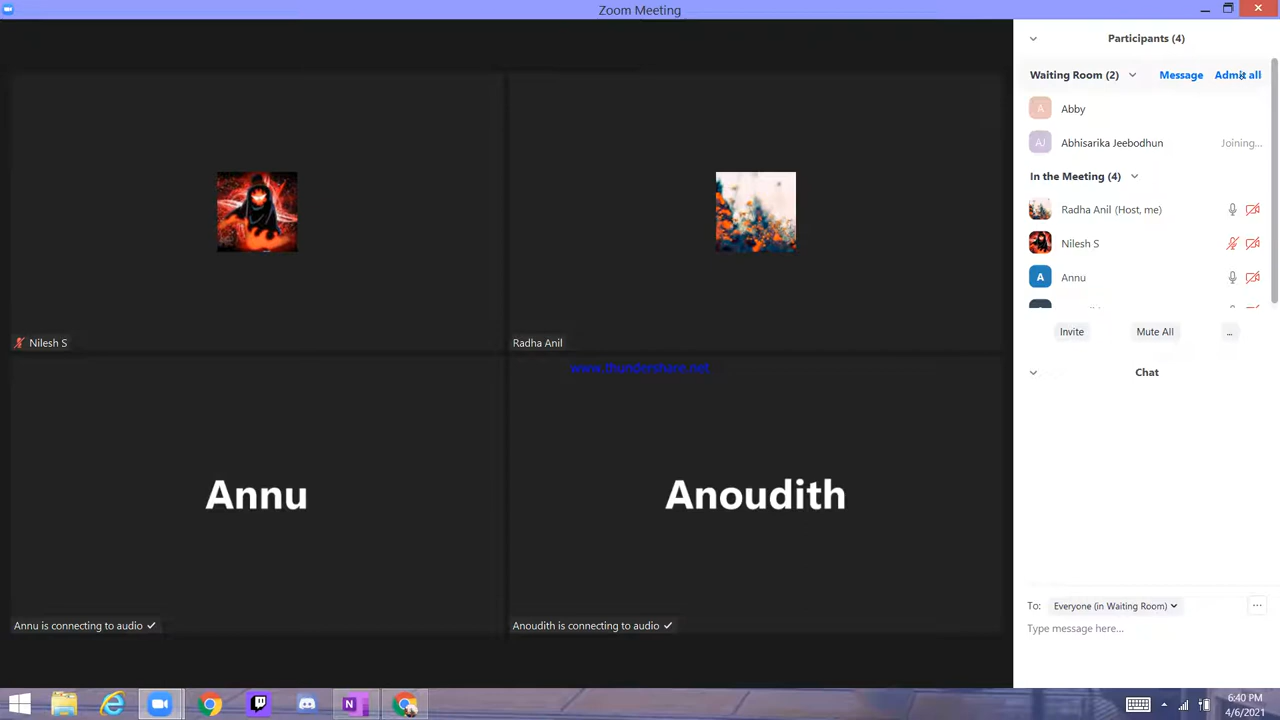 Zoom Meeting
Participants (4)
Waiting Room (2)
Message
Admit all
A
Abby
AJ
Abhisarika Jeebodhun
Joining...
In the Meeting (4)
Radha Anil (Host, me)
Nilesh S
A
Annu
Invite
Mute All
...
Chat
Nilesh S
Radha Anil
www.thundershare.net
Annu
Anoudith
Annu is connecting to audio
Anoudith is connecting to audio
To:
Everyone (in Waiting Room)
...
Type message here...
N
6:40 PM
4/6/2021